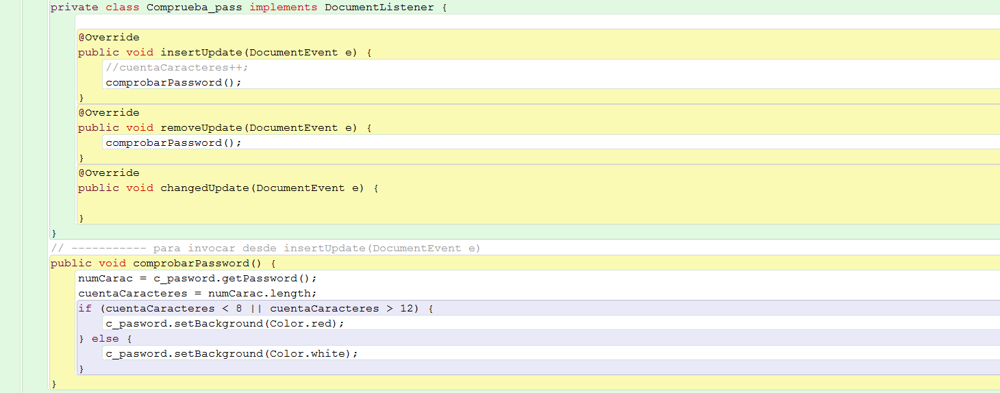 private class Comprueba_pass implements DocumentListener {
@Override
public void insertUpdate(DocumentEvent e) {
//cuentaCaracteres++;
comprobarPassword();
}
@Override
public void removeUpdate(DocumentEvent e) {
comprobarPassword();
}
@Override
public void changedUpdate(DocumentEvent e) {
}
}
// ----------- para invocar desde insertUpdate(DocumentEvent e)
public void comprobarPassword() {
numCarac = c_pasword.getPassword();
cuentaCaracteres = numCarac.length;
if (cuentaCaracteres < 8 || cuentaCaracteres > 12) {
c_pasword.setBackground(Color.red);
} else {
c_pasword.setBackground(Color.white);
}
}